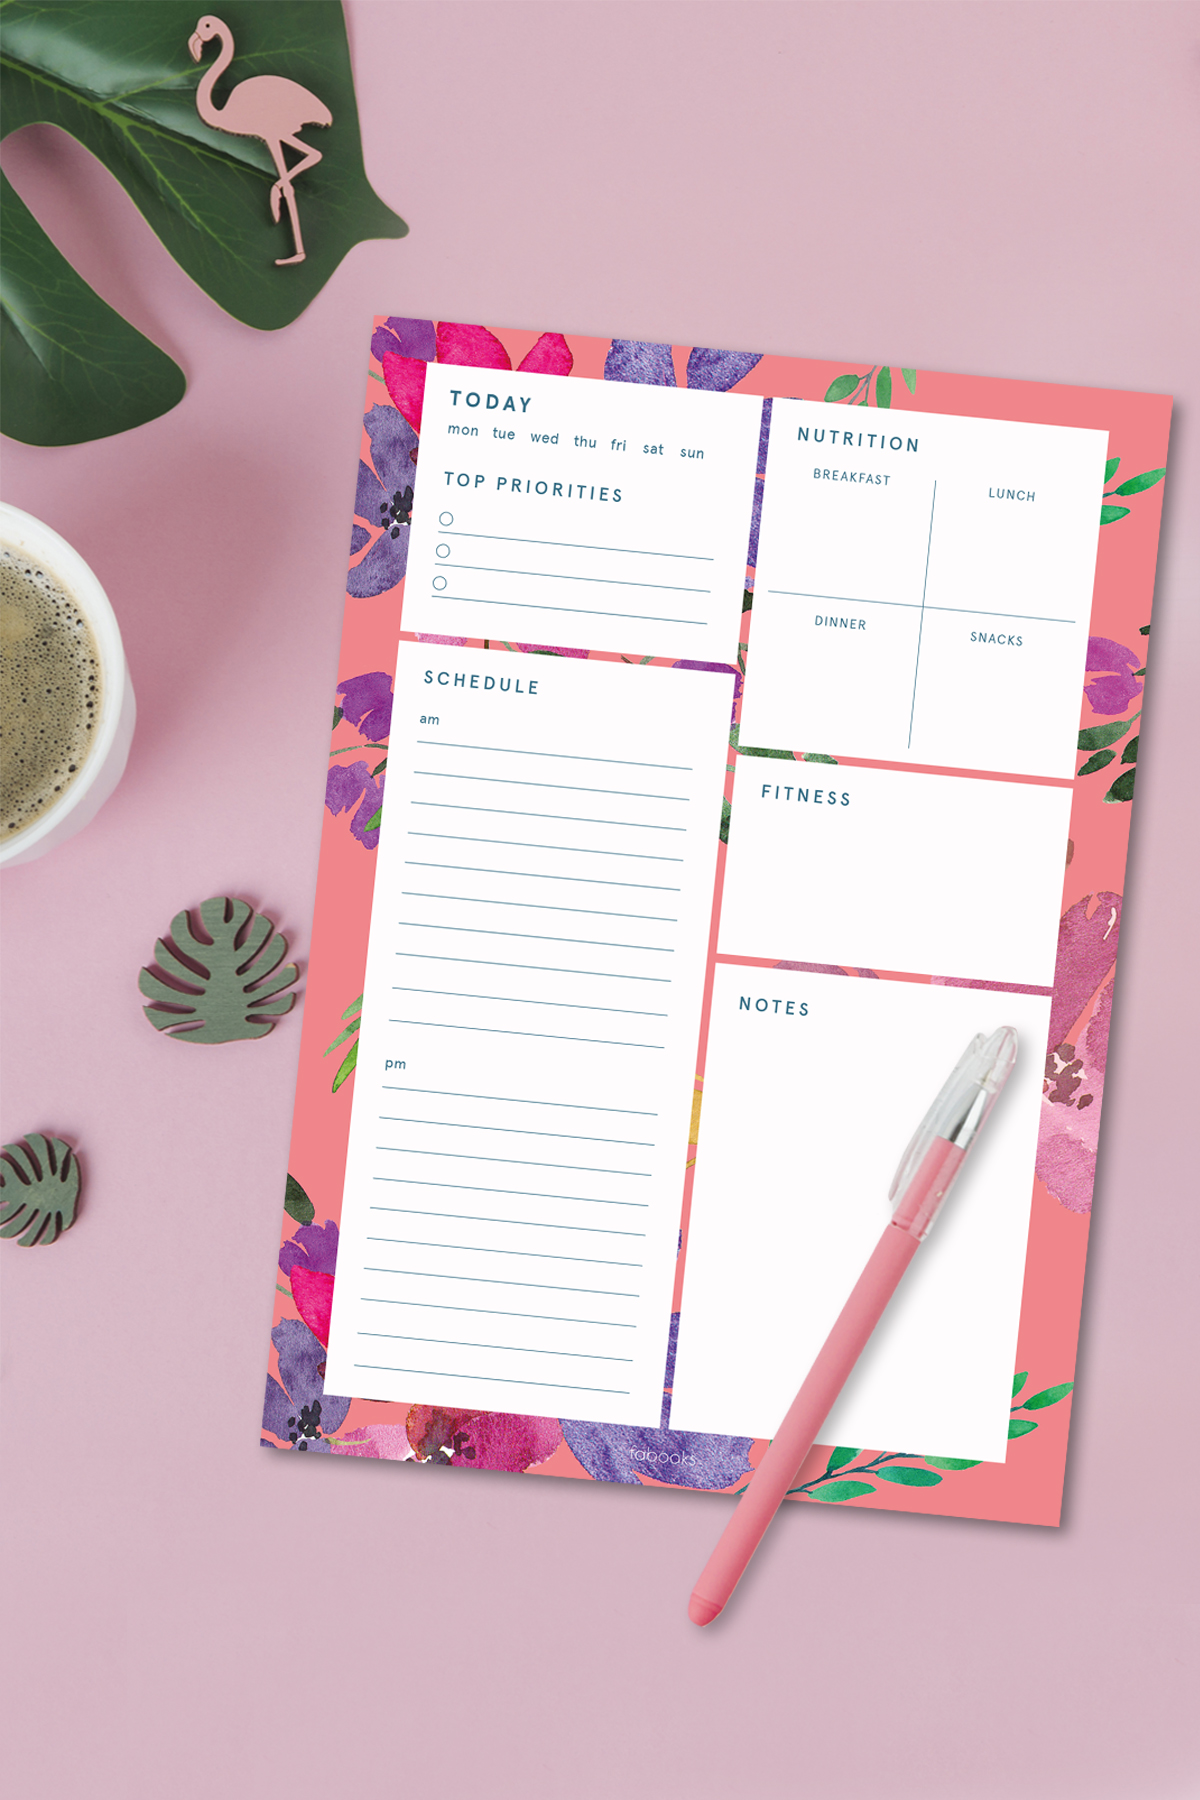 TODAY
mon tue wed thu fri sat sun
TOP PRIORITIES
SCHEDULE
am
pm
NUTRITION
BREAKFAST
LUNCH
DINNER
SNACKS
FITNESS
NOTES
fabooks